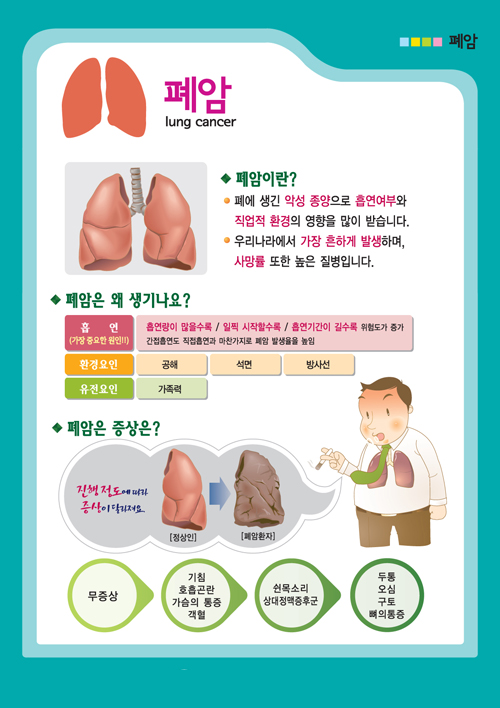 폐암
폐암
lung cancer
◆ 폐암이란?
폐에 생긴 악성 종양으로 흡연여부와
직업적 환경의 영향을 많이 받습니다.
우리나라에서 가장 흔하게 발생하며,
사망률 또한 높은 질병입니다.
◆ 폐암은 왜 생기나요?
흡 연
(가장 중요한 원인!!)
흡연량이 많을수록 / 일찍 시작할수록 / 흡연기간이 길수록 위험도가 증가
간접흡연도 직접흡연과 마찬가지로 폐암 발생율을 높임
환경요인 공해 석면 방사선
유전요인 가족력
◆ 폐암은 증상은?
진행 정도에 따라
증상이 달라져요.
[정상인] [폐암환자]
무증상
기침
호흡곤란
가슴의 통증
객혈
쉰목소리
상대정맥증후군
두통
오심
구토
뼈의통증